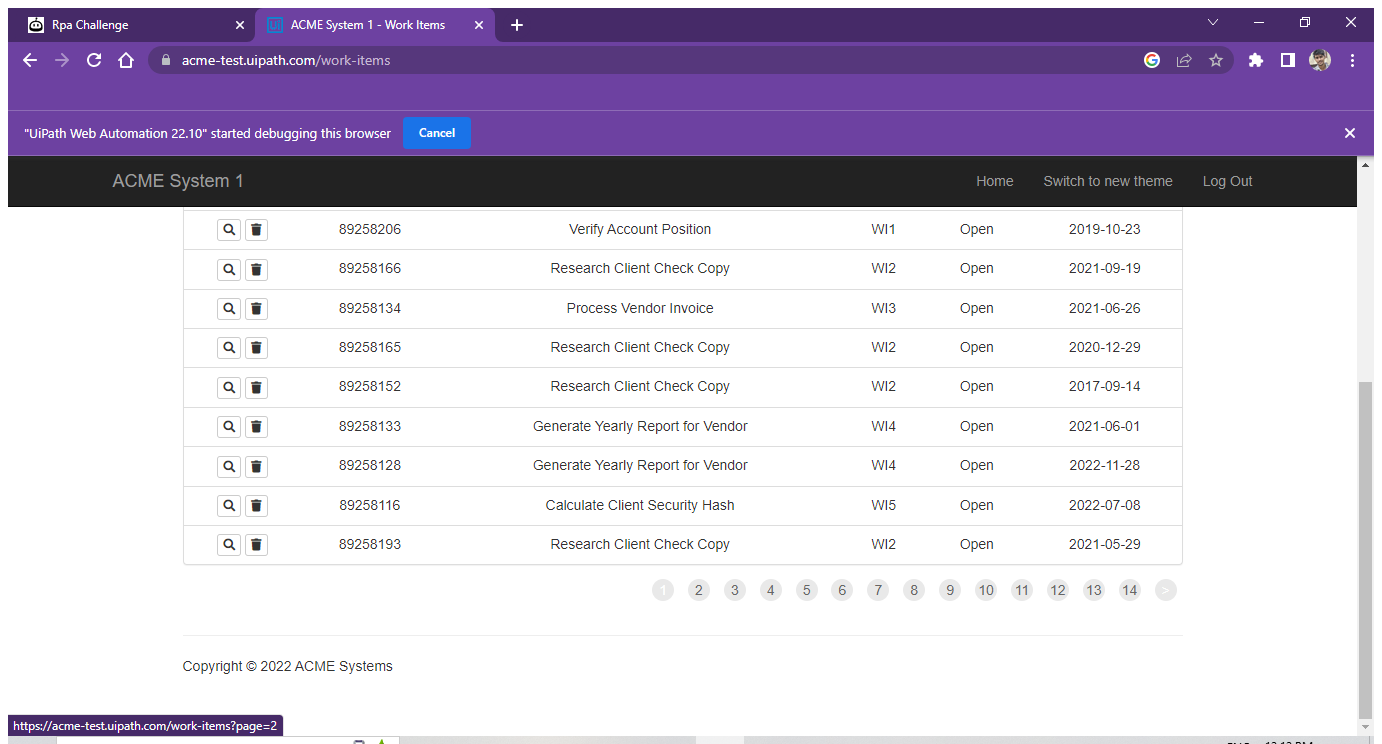 Rpa Challenge
ACME System 1 - Work Items
acme-test.uipath.com/work-items
"UiPath Web Automation 22.10" started debugging this browser Cancel
ACME System 1 Home Switch to new theme Log Out
89258206 Verify Account Position WI1 Open 2019-10-23
89258166 Research Client Check Copy WI2 Open 2021-09-19
89258134 Process Vendor Invoice WI3 Open 2021-06-26
89258165 Research Client Check Copy WI2 Open 2020-12-29
89258152 Research Client Check Copy WI2 Open 2017-09-14
89258133 Generate Yearly Report for Vendor WI4 Open 2021-06-01
89258128 Generate Yearly Report for Vendor WI4 Open 2022-11-28
89258116 Calculate Client Security Hash WI5 Open 2022-07-08
89258193 Research Client Check Copy WI2 Open 2021-05-29
1 2 3 4 5 6 7 8 9 10 11 12 13 14 >
Copyright © 2022 ACME Systems
https://acme-test.uipath.com/work-items?page=2